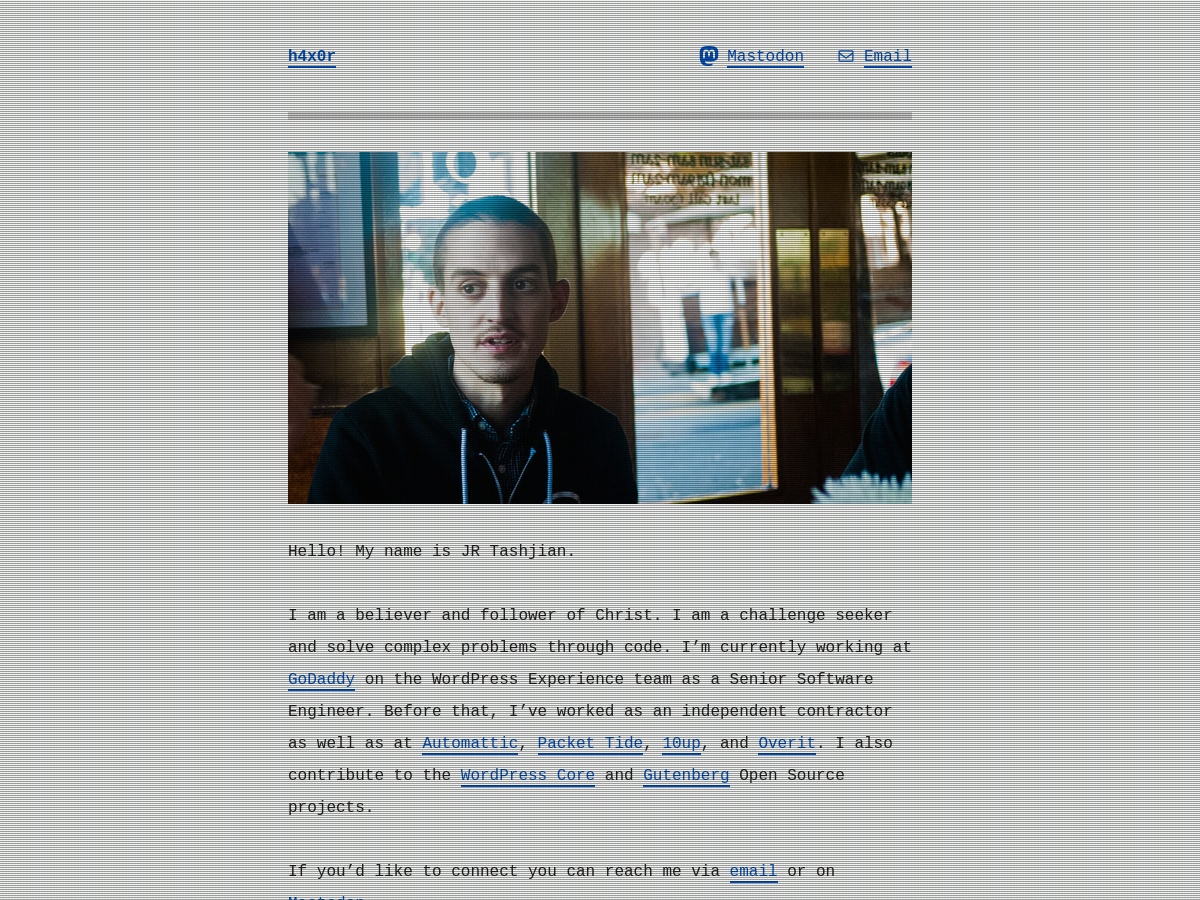 h4x0r
Mastodon
Email
Hello! My name is JR Tashjian.
I am a believer and follower of Christ. I am a challenge seeker
and solve complex problems through code. I’m currently working at
GoDaddy on the WordPress Experience team as a Senior Software
Engineer. Before that, I’ve worked as an independent contractor
as well as at Automattic, Packet Tide, 10up, and Overit. I also
contribute to the WordPress Core and Gutenberg Open Source
projects.
If you’d like to connect you can reach me via email or on
Mastodon